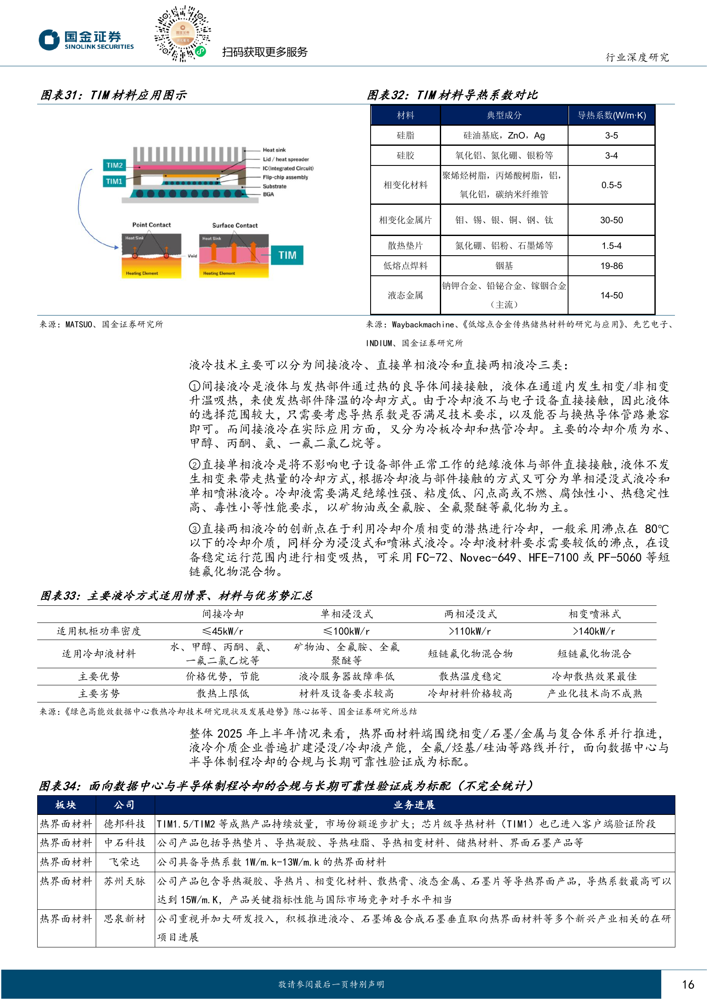 国金证券
SINOLINK SECURITIES
国金证券
研究服务
扫码获取更多服务
行业深度研究
图表31：TIM材料应用图示
TIM2
TIM1
Heat sink
Lid / heat spreader
IC(Integrated Circuit)
Flip-chip assembly
Substrate
BGA
Point Contact
Surface Contact
Heat Sink
Heat Sink
Void
TIM
Heating Element
Heating Element
来源：MATSUO、国金证券研究所
图表32：TIM材料导热系数对比
材料 典型成分 导热系数(W/m·K)
硅脂 硅油基底，ZnO，Ag 3-5
硅胶 氧化铝、氮化硼、银粉等 3-4
相变化材料 聚烯烃树脂，丙烯酸树脂，铝， 0.5-5
氧化铝，碳纳米纤维管
相变化金属片 钼、锡、银、铜、钢、钛 30-50
散热垫片 氮化硼、铝粉、石墨烯等 1.5-4
低熔点焊料 铟基 19-86
液态金属 钠钾合金、铅铋合金、镓铟合金 14-50
（主流）
来源：Waybackmachine、《低熔点合金传热储热材料的研究与应用》、先艺电子、
INDIUM、国金证券研究所
液冷技术主要可以分为间接液冷、直接单相液冷和直接两相液冷三类：
①间接液冷是液体与发热部件通过热的良导体间接接触，液体在通道内发生相变/非相变
升温吸热，来使发热部件降温的冷却方式。由于冷却液不与电子设备直接接触，因此液体
的选择范围较大，只需要考虑导热系数是否满足技术要求，以及能否与换热导体管路兼容
即可。而间接液冷在实际应用方面，又分为冷板冷却和热管冷却。主要的冷却介质为水、
甲醇、丙酮、氨、一氟二氯乙烷等。
②直接单相液冷是将不影响电子设备部件正常工作的绝缘液体与部件直接接触，液体不发
生相变来带走热量的冷却方式，根据冷却液与部件接触的方式又可分为单相浸没式液冷和
单相喷淋液冷。冷却液需要满足绝缘性强、粘度低、闪点高或不燃、腐蚀性小、热稳定性
高、毒性小等性能要求，以矿物油或全氟胺、全氟聚醚等氟化物为主。
③直接两相液冷的创新点在于利用冷却介质相变的潜热进行冷却，一般采用沸点在 80℃
以下的冷却介质，同样分为浸没式和喷淋式液冷。冷却液材料要求需要较低的沸点，在设
备稳定运行范围内进行相变吸热，可采用 FC-72、Novec-649、HFE-7100 或 PF-5060 等短
链氟化物混合物。
图表33：主要液冷方式适用情景、材料与优劣势汇总
间接冷却 单相浸没式 两相浸没式 相变喷淋式
适用机柜功率密度 ≤45kW/r ≤100kW/r >110kW/r >140kW/r
适用冷却液材料 水、甲醇、丙酮、氨、 矿物油、全氟胺、全氟 短链氟化物混合物 短链氟化物混合
一氟二氯乙烷等 聚醚等
主要优势 价格优势，节能 液冷服务器故障率低 散热温度稳定 冷却散热效果最佳
主要劣势 散热上限低 材料及设备要求较高 冷却材料价格较高 产业化技术尚不成熟
来源：《绿色高能效数据中心散热冷却技术研究现状及发展趋势》陈心拓等、国金证券研究所总结
整体 2025 年上半年情况来看，热界面材料端围绕相变/石墨/金属与复合体系并行推进，
液冷介质企业普遍扩建浸没/冷却液产能，全氟/烃基/硅油等路线并行，面向数据中心与
半导体制程冷却的合规与长期可靠性验证成为标配。
图表34：面向数据中心与半导体制程冷却的合规与长期可靠性验证成为标配（不完全统计）
板块 公司 业务进展
热界面材料 德邦科技 TIM1.5/TIM2 等成熟产品持续放量，市场份额逐步扩大；芯片级导热材料（TIM1）也已进入客户端验证阶段
热界面材料 中石科技 公司产品包括导热垫片、导热凝胶、导热硅脂、导热相变材料、储热材料、界面石墨产品等
热界面材料 飞荣达 公司具备导热系数 1W/m.k-13W/m.k 的热界面材料
热界面材料 苏州天脉 公司产品包含导热凝胶、导热片、相变化材料、散热膏、液态金属、石墨片等导热界面产品，导热系数最高可以
达到 15W/m.K，产品关键指标性能与国际市场竞争对手水平相当
热界面材料 思泉新材 公司重视并加大研发投入，积极推进液冷、石墨烯＆合成石墨垂直取向热界面材料等多个新兴产业相关的在研
项目进展
敬请参阅最后一页特别声明
16